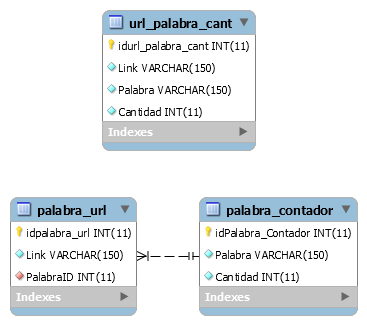 url_palabra_cant
idurl_palabra_cant INT(11)
Link VARCHAR(150)
Palabra VARCHAR(150)
Cantidad INT(11)
Indexes
palabra_url
idpalabra_url INT(11)
Link VARCHAR(150)
PalabraID INT(11)
Indexes
palabra_contador
idPalabra_Contador INT(11)
Palabra VARCHAR(150)
Cantidad INT(11)
Indexes